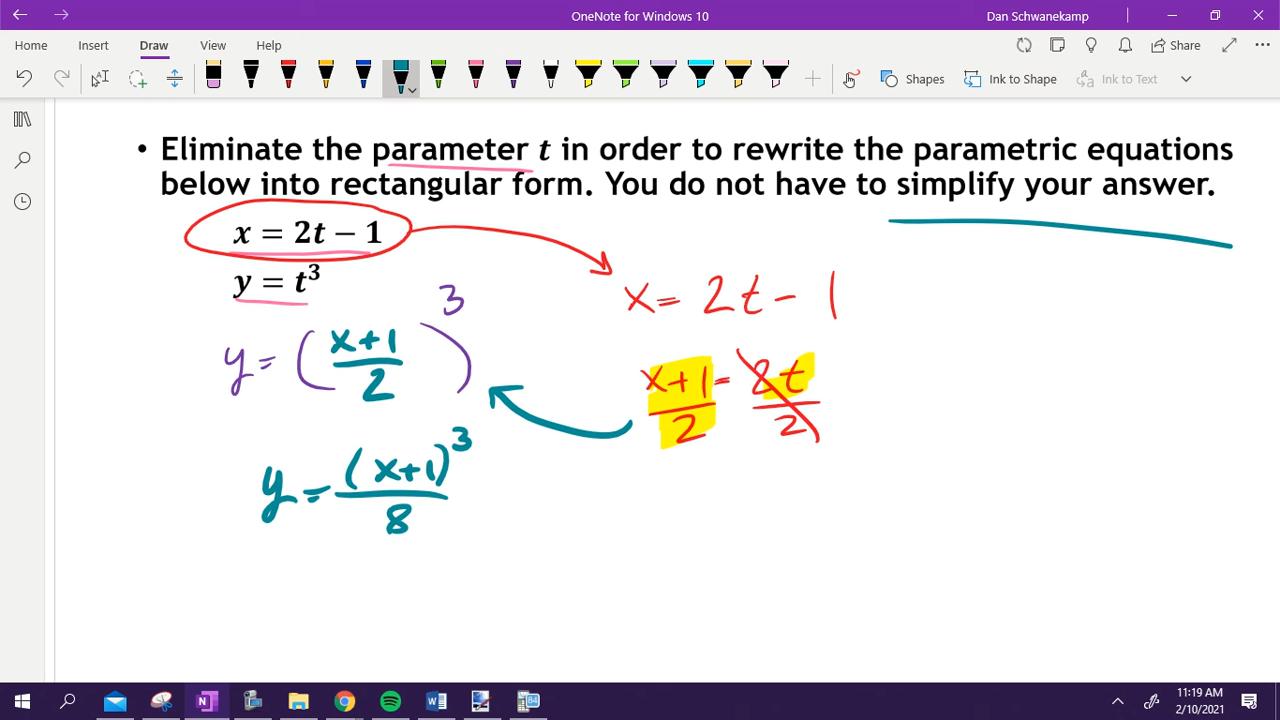 OneNote for Windows 10
Dan Schwanekamp
Home Insert Draw View Help
Share
Shapes Ink to Shape Ink to Text
• Eliminate the parameter t in order to rewrite the parametric equations
below into rectangular form. You do not have to simplify your answer.
x = 2t − 1
y = t³
x = 2t - 1
y = (x+1/2)³
x+1/2 = 2t/2
y = (x+1)³/8
11:19 AM
2/10/2021